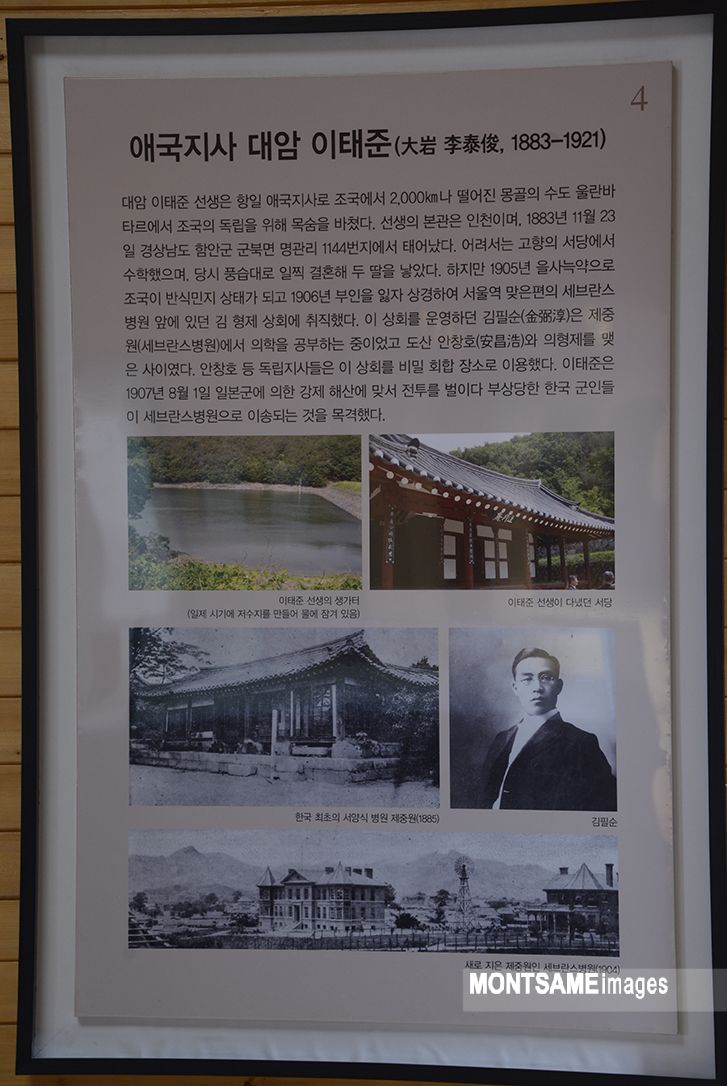 4
애국지사 대암 이태준(大岩 李泰俊, 1883-1921)
대암 이태준 선생은 항일 애국지사로 조국에서 2,000㎞나 떨어진 몽골의 수도 울란바
타르에서 조국의 독립을 위해 목숨을 바쳤다. 선생의 본관은 인천이며, 1883년 11월 23
일 경상남도 함안군 군북면 명관리 1144번지에서 태어났다. 어려서는 고향의 서당에서
수학했으며, 당시 풍습대로 일찍 결혼해 두 딸을 낳았다. 하지만 1905년 을사늑약으로
조국이 반식민지 상태가 되고 1906년 부인을 잃자 상경하여 서울역 맞은편의 세브란스
병원 앞에 있던 김 형제 상회에 취직했다. 이 상회를 운영하던 김필순(金弼淳)은 제중
원(세브란스병원)에서 의학을 공부하는 중이었고 도산 안창호(安昌浩)와 의형제를 맺
은 사이였다. 안창호 등 독립지사들은 이 상회를 비밀 회합 장소로 이용했다. 이태준은
1907년 8월 1일 일본군에 의한 강제 해산에 맞서 전투를 벌이다 부상당한 한국 군인들
이 세브란스병원으로 이송되는 것을 목격했다.
이태준 선생의 생가터
(일제 시기에 저수지를 만들어 물에 잠겨 있음)
이태준 선생이 다녔던 서당
한국 최초의 서양식 병원 제중원(1885)
김필순
새로 지은 제중원인 세브란스병원(1904)
MONTSAMEimages